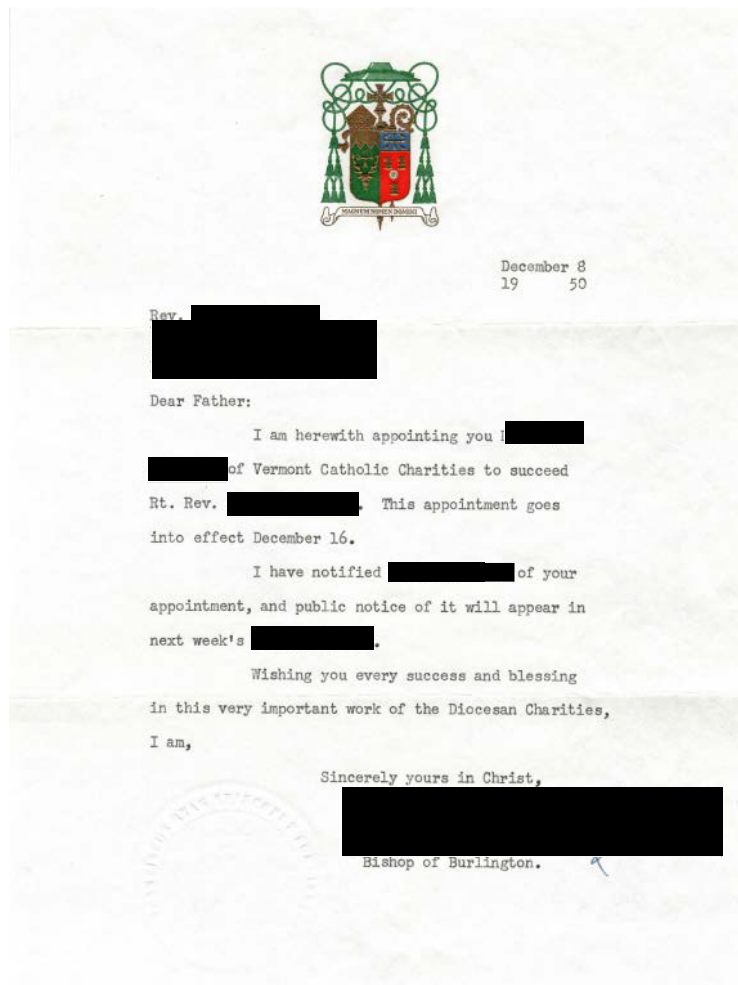 MAGNUM NOMEN DOMINI
December 8
19 50
Rev.
Dear Father:
I am herewith appointing you
of Vermont Catholic Charities to succeed
Rt. Rev. . This appointment goes
into effect December 16.
I have notified of your
appointment, and public notice of it will appear in
next week's .
Wishing you every success and blessing
in this very important work of the Diocesan Charities,
I am,
Sincerely yours in Christ,
Bishop of Burlington.